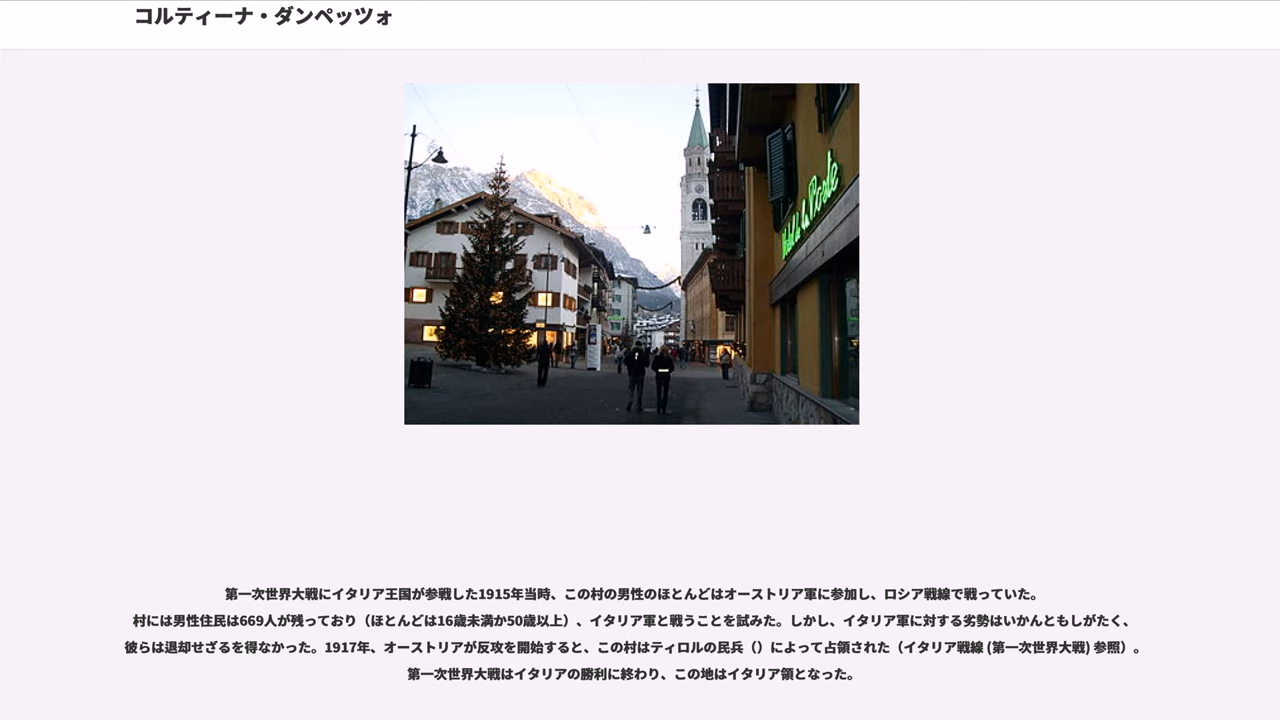 コルティーナ・ダンペッツォ
Hotel de la Poste
第一次世界大戦にイタリア王国が参戦した1915年当時、この村の男性のほとんどはオーストリア軍に参加し、ロシア戦線で戦っていた。
村には男性住民は669人が残っており（ほとんどは16歳未満か50歳以上）、イタリア軍と戦うことを試みた。しかし、イタリア軍に対する劣勢はいかんともしがたく、
彼らは退却せざるを得なかった。1917年、オーストリアが反攻を開始すると、この村はティロルの民兵（）によって占領された（イタリア戦線 (第一次世界大戦) 参照）。
第一次世界大戦はイタリアの勝利に終わり、この地はイタリア領となった。